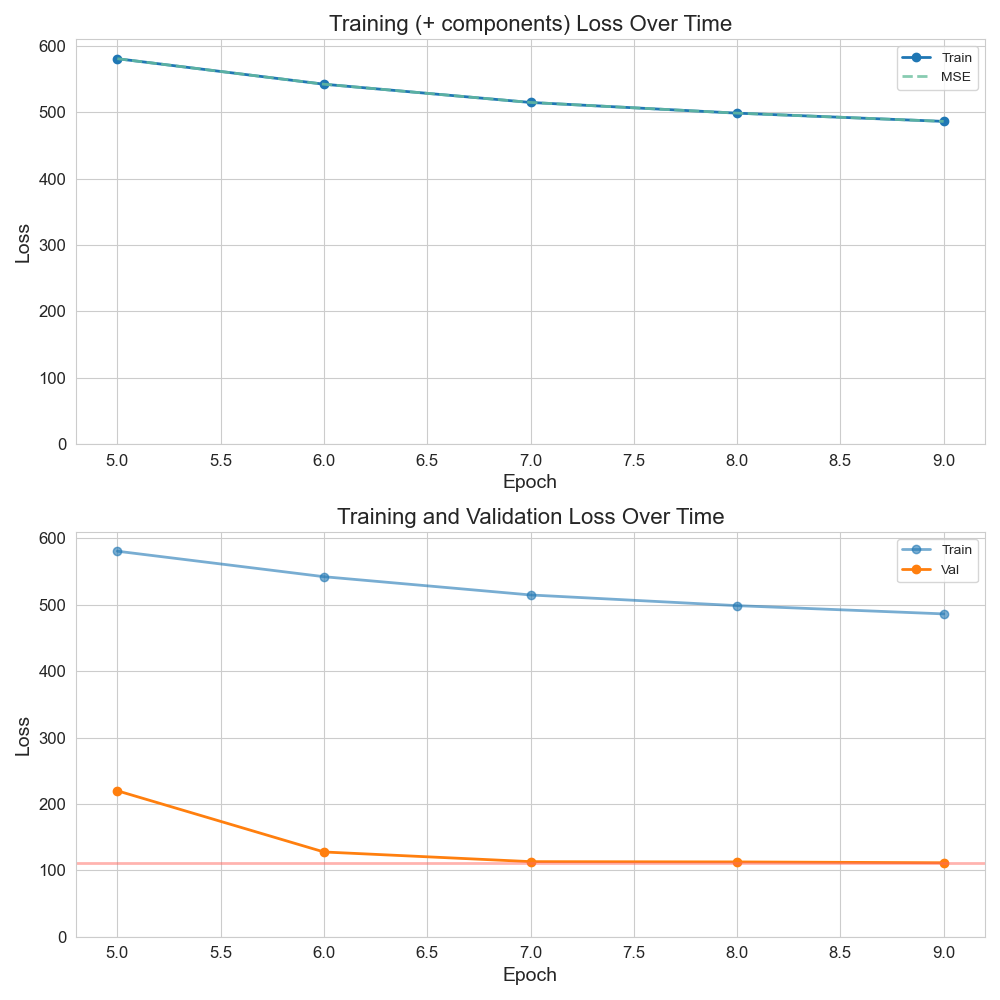 Training (+ components) Loss Over Time
600
500
400
300
200
100
0
Loss
Train
MSE
5.0 5.5 6.0 6.5 7.0 7.5 8.0 8.5 9.0
Epoch
Training and Validation Loss Over Time
600
500
400
300
200
100
0
Loss
Train
Val
5.0 5.5 6.0 6.5 7.0 7.5 8.0 8.5 9.0
Epoch